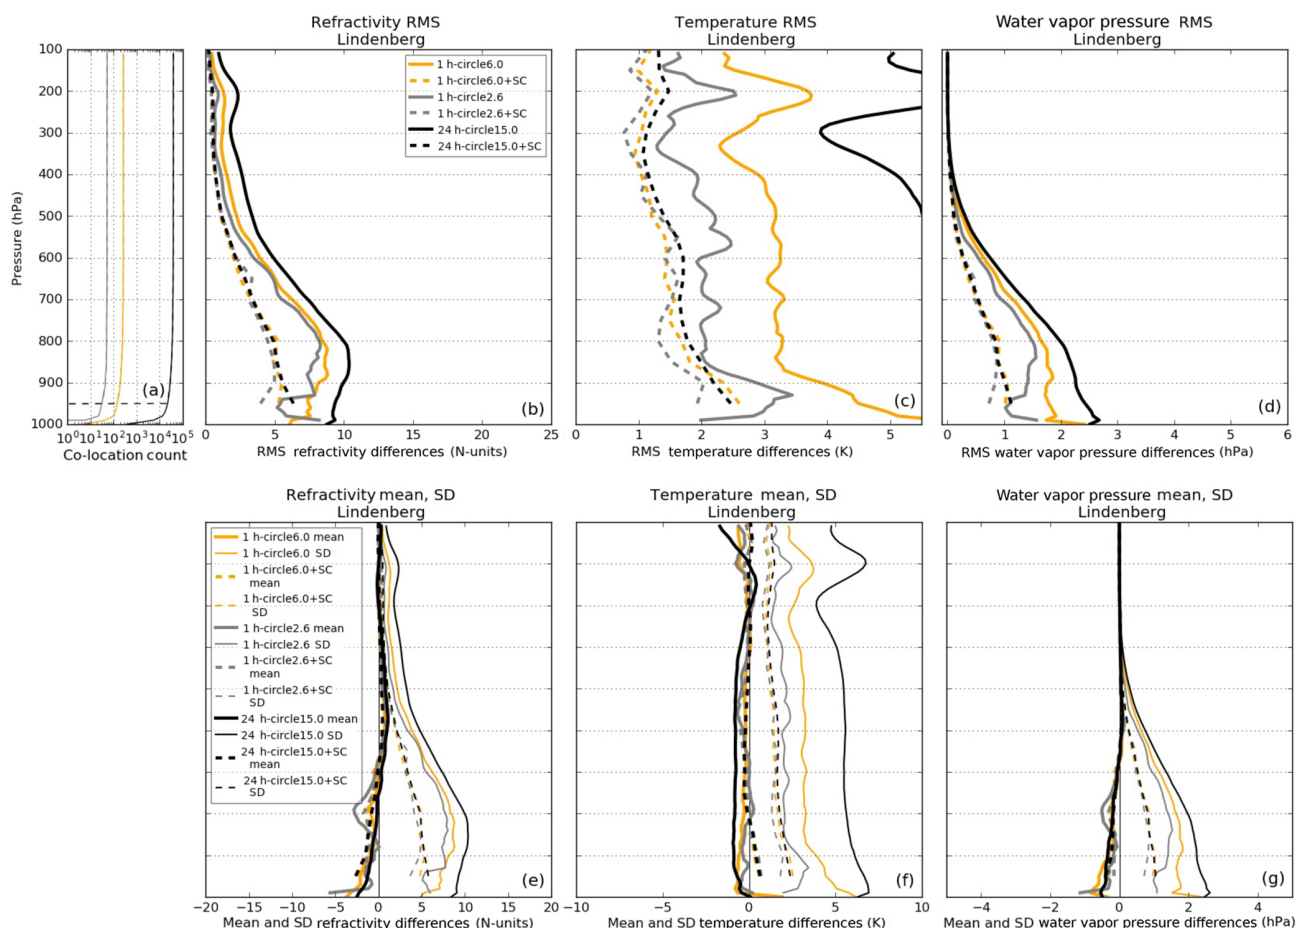 Refractivity RMS
Lindenberg
Temperature RMS
Lindenberg
Water vapor pressure RMS
Lindenberg
Pressure (hPa)
100
200
300
400
500
600
700
800
900
1000
(a)
10^0 10^1 10^2 10^3 10^4 10^5
Co-location count
1 h-circle6.0
1 h-circle6.0+SC
1 h-circle2.6
1 h-circle2.6+SC
24 h-circle15.0
24 h-circle15.0+SC
(b)
0 5 10 15 20 25
RMS refractivity differences (N-units)
(c)
0 1 2 3 4 5
RMS temperature differences (K)
(d)
0 1 2 3 4 5 6
RMS water vapor pressure differences (hPa)
Refractivity mean, SD
Lindenberg
Temperature mean, SD
Lindenberg
Water vapor pressure mean, SD
Lindenberg
1 h-circle6.0 mean
1 h-circle6.0 SD
1 h-circle6.0+SC
mean
1 h-circle6.0+SC
SD
1 h-circle2.6 mean
1 h-circle2.6 SD
1 h-circle2.6+SC
mean
1 h-circle2.6+SC
SD
24 h-circle15.0 mean
24 h-circle15.0 SD
24 h-circle15.0+SC
mean
24 h-circle15.0+SC
SD
(e)
−20 −15 −10 −5 0 5 10 15 20
Mean and SD refractivity differences (N-units)
(f)
−10 −5 0 5 10
Mean and SD temperature differences (K)
(g)
−4 −2 0 2 4
Mean and SD water vapor pressure differences (hPa)